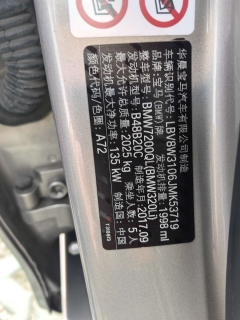 华晨宝马汽车有限公司制造
车辆识别代号:LBV8W3106JMK63719
品牌:宝马(BMW) 发动机排量:1998 ml
整车型号:BMW7200QL(BMW320Li)
发动机型号:B48B20C 乘坐人数:5人
最大允许总质量:2025 kg 制造年月:2017.09
发动机最大净功率:135 kW 制造国:中国
颜色代码/色漆:A72